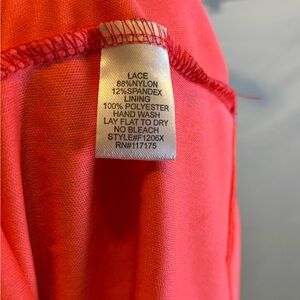 LACE
88%NYLON
12%SPANDEX
LINING
100% POLYESTER
HAND WASH
LAY FLAT TO DRY
NO BLEACH
STYLE#F1206X
RN#117175